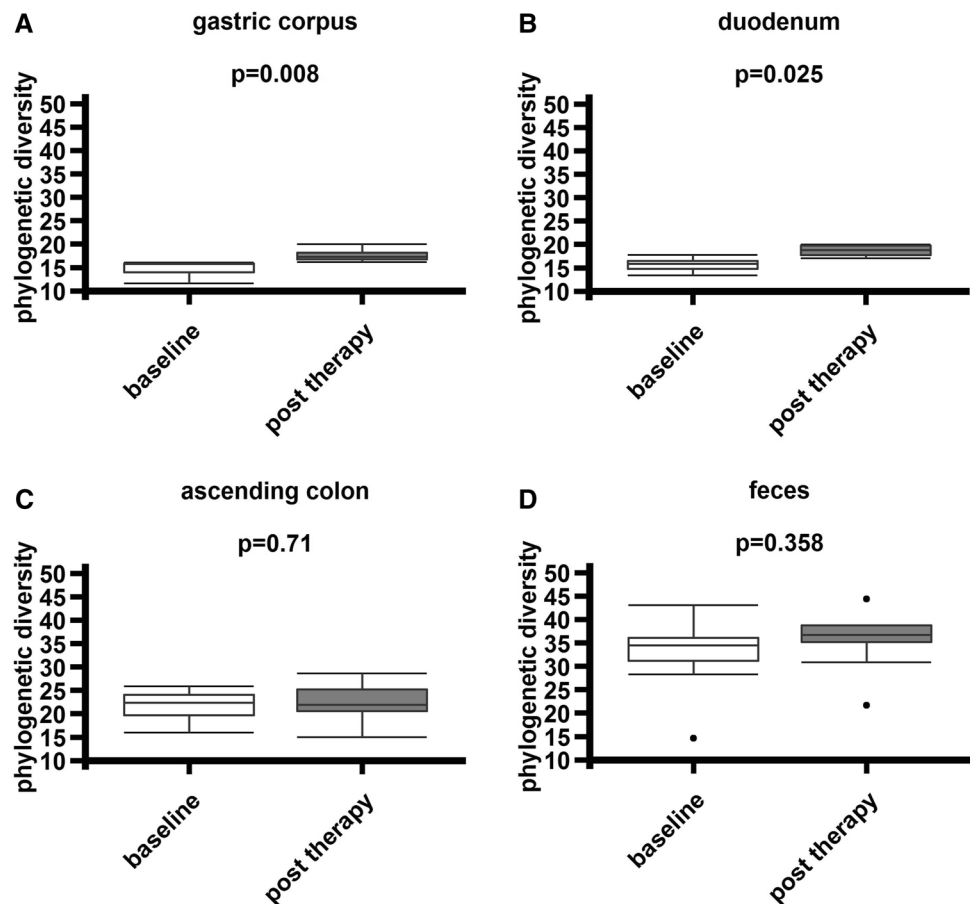 A
gastric corpus
p=0.008
phylogenetic diversity
50
45
40
35
30
25
20
15
10
baseline
post therapy
B
duodenum
p=0.025
phylogenetic diversity
50
45
40
35
30
25
20
15
10
baseline
post therapy
C
ascending colon
p=0.71
phylogenetic diversity
50
45
40
35
30
25
20
15
10
baseline
post therapy
D
feces
p=0.358
phylogenetic diversity
50
45
40
35
30
25
20
15
10
baseline
post therapy